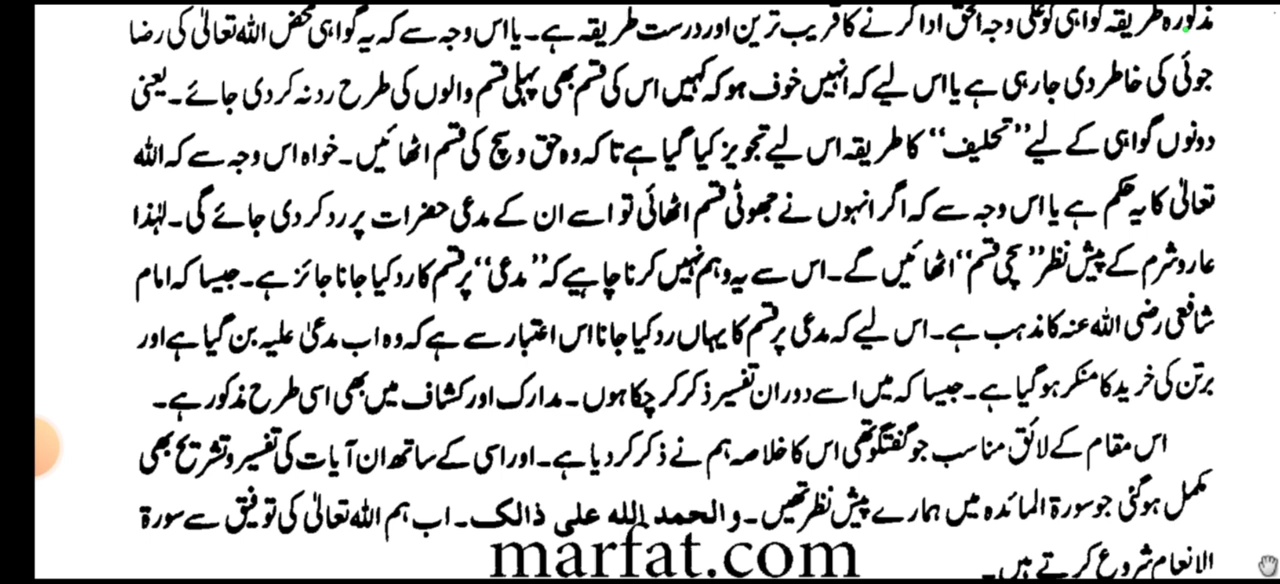 مذکورہ طریقہ گواہی کو علی وجہ الحق ادا کرنے کا قریب ترین اور درست طریقہ ہے۔ یا اس وجہ سے کہ یہ گواہی محض اللہ تعالیٰ کی رضا
جوئی کی خاطر دی جا رہی ہے یا اس لیے کہ انہیں خوف ہو کہ کہیں اس کی قسم بھی پہلی قسم والوں کی طرح رد نہ کر دی جائے۔ یعنی
دونوں گواہی کے لیے ’’تحلیف‘‘ کا طریقہ اس لیے تجویز کیا گیا ہے تا کہ وہ حق و سچ کی قسم اٹھائیں۔ خواہ اس وجہ سے کہ اللہ
تعالیٰ کا یہ حکم ہے یا اس وجہ سے کہ اگر انہوں نے جھوٹی قسم اٹھائی تو اسے ان کے مدعی حضرات پر رد کر دی جائے گی۔ لہٰذا
عار و شرم کے پیش نظر ’’سچی قسم‘‘ اٹھائیں گے۔ اس سے یہ وہم نہیں کرنا چاہیے کہ ’’مدعی‘‘ پر قسم کا رد کیا جانا جائز ہے۔ جیسا کہ امام
شافعی رضی اللہ عنہ کا مذہب ہے۔ اس لیے کہ مدعی پر قسم کا یہاں رد کیا جانا اس اعتبار سے ہے کہ وہ اب مدعیٰ علیہ بن گیا ہے اور
برتن کی خرید کا منکر ہو گیا ہے۔ جیسا کہ میں اسے دوران تفسیر ذکر کر چکا ہوں۔ مدارک اور کشاف میں بھی اسی طرح مذکور ہے۔
اس مقام کے لائق مناسب جو گفتگو تھی اس کا خلاصہ ہم نے ذکر کر دیا ہے۔ اور اسی کے ساتھ ان آیات کی تفسیر و تشریح بھی
مکمل ہو گئی جو سورۃ المائدہ میں ہمارے پیش نظر تھیں۔ والحمد للہ علی ذالک۔ اب ہم اللہ تعالیٰ کی توفیق سے سورۃ
الانعام شروع کرتے ہیں۔
marfat.com